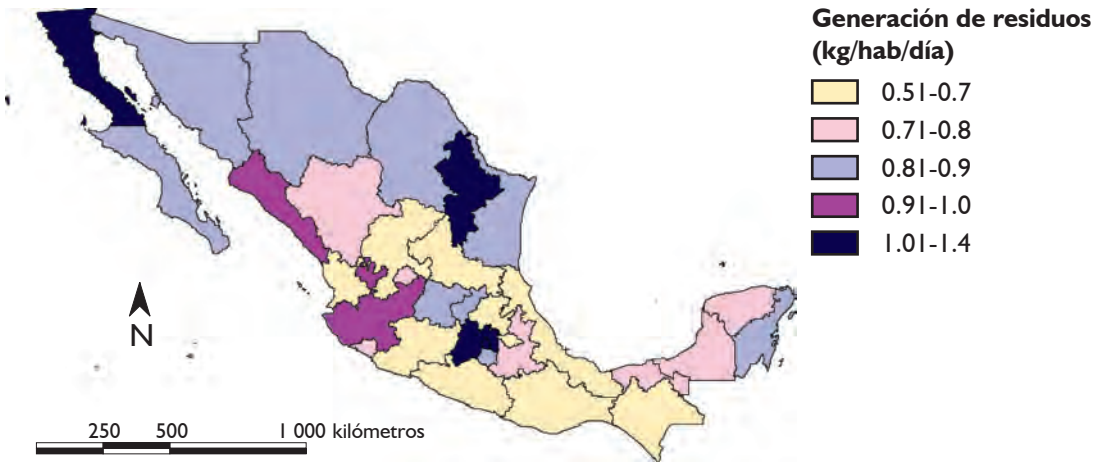 Generación de residuos
(kg/hab/día)
0.51-0.7
0.71-0.8
0.81-0.9
0.91-1.0
1.01-1.4
N
250 500 1 000 kilómetros